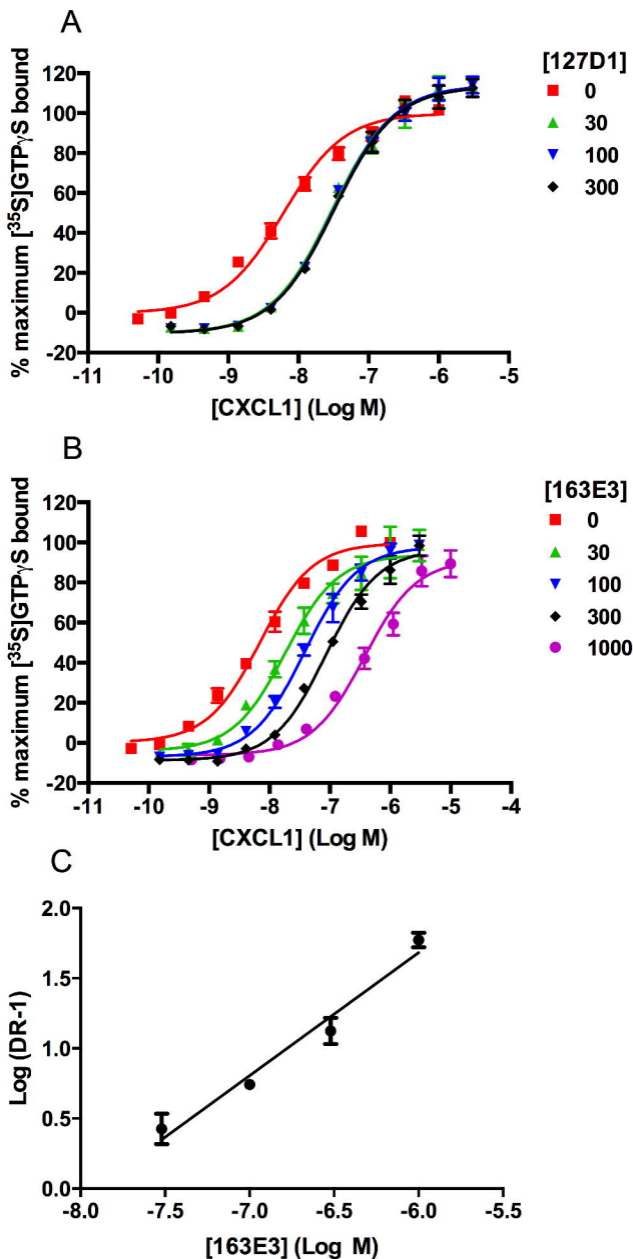 A
% maximum [³⁵S]GTPγS bound
120
100
80
60
40
20
0
-20
-11 -10 -9 -8 -7 -6 -5
[CXCL1] (Log M)
[127D1]
0
30
100
300
B
% maximum [³⁵S]GTPγS bound
120
100
80
60
40
20
0
-20
-11 -10 -9 -8 -7 -6 -5 -4
[CXCL1] (Log M)
[163E3]
0
30
100
300
1000
C
Log (DR-1)
2.0
1.5
1.0
0.5
0.0
-8.0 -7.5 -7.0 -6.5 -6.0 -5.5
[163E3] (Log M)